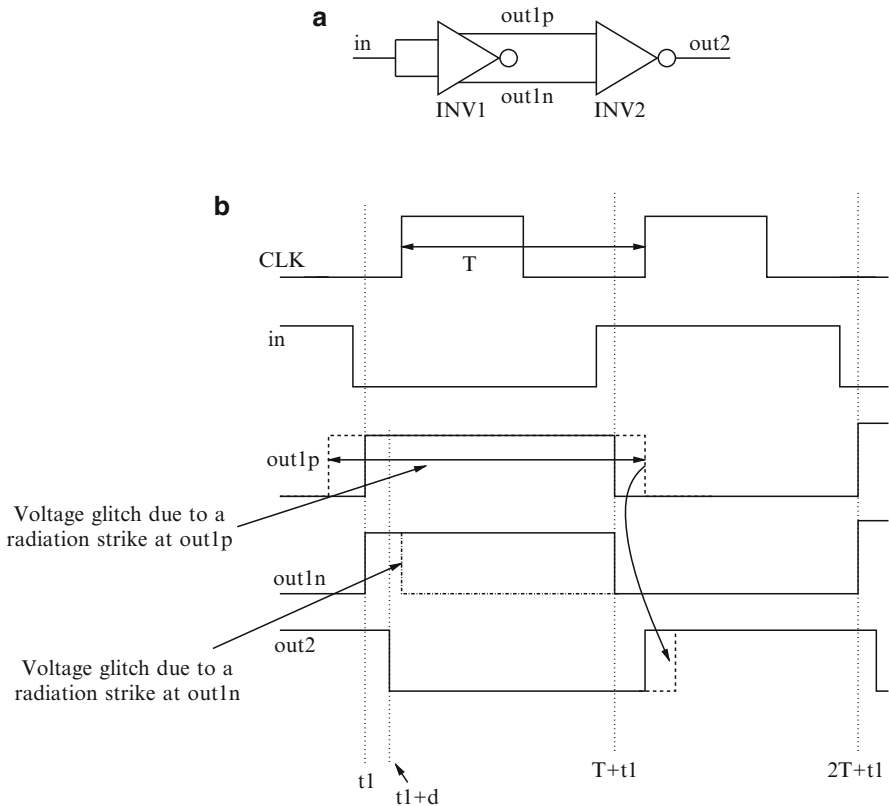 a
in
out1p
out2
INV1
out1n
INV2
b
CLK
T
in
out1p
Voltage glitch due to a
radiation strike at out1p
out1n
out2
Voltage glitch due to a
radiation strike at out1n
t1
t1+d
T+t1
2T+t1